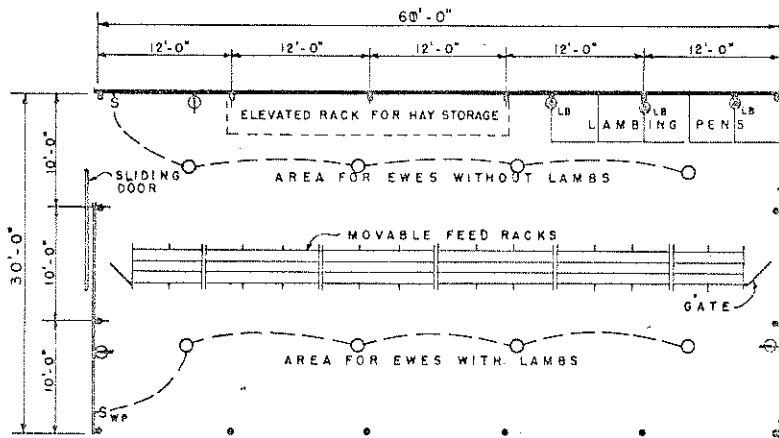 60'-0"
12'-0" 12'-0" 12'-0" 12'-0" 12'-0"
S
ELEVATED RACK FOR HAY STORAGE
LB LB LB
LAMBING PENS
10'-0"
SLIDING
DOOR
AREA FOR EWES WITHOUT LAMBS
30'-0"
10'-0"
MOVABLE FEED RACKS
GATE
10'-0"
AREA FOR EWES WITH LAMBS
S WP